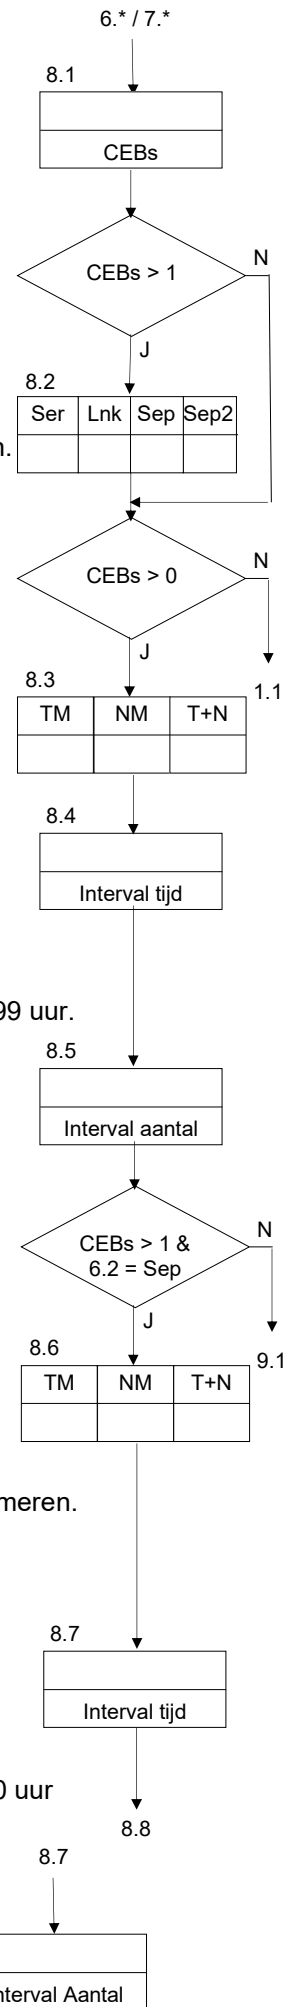 6.* / 7.*
8.1
CEBs
CEBs > 1
N
J
8.2
Ser Lnk Sep Sep2
n.
CEBs > 0
N
J
8.3
1.1
TM NM T+N
8.4
Interval tijd
99 uur.
8.5
Interval aantal
CEBs > 1 &
6.2 = Sep
N
J
8.6
9.1
TM NM T+N
meren.
8.7
Interval tijd
0 uur
8.8
8.7
nterval Aantal